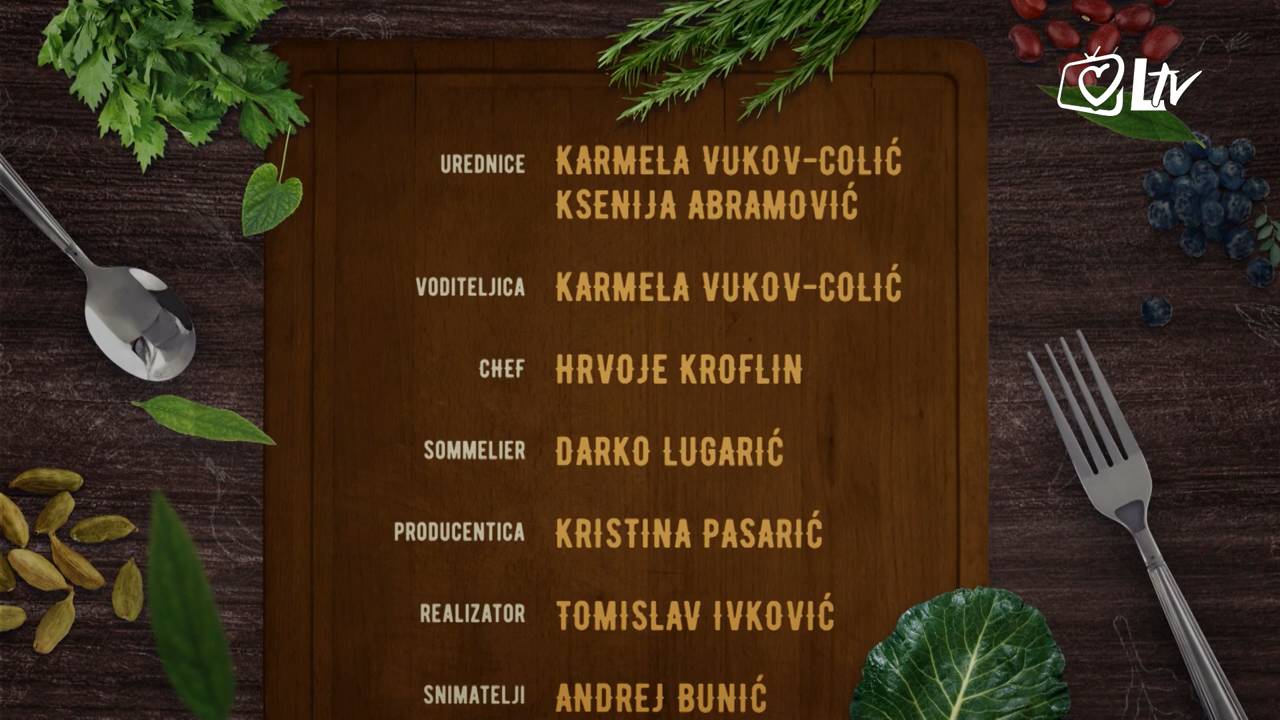 LTV
UREDNICE KARMELA VUKOV-COLIĆ
KSENIJA ABRAMOVIĆ
VODITELJICA KARMELA VUKOV-COLIĆ
CHEF HRVOJE KROFLIN
SOMMELIER DARKO LUGARIĆ
PRODUCENTICA KRISTINA PASARIĆ
REALIZATOR TOMISLAV IVKOVIĆ
SNIMATELJI ANDREJ BUNIĆ